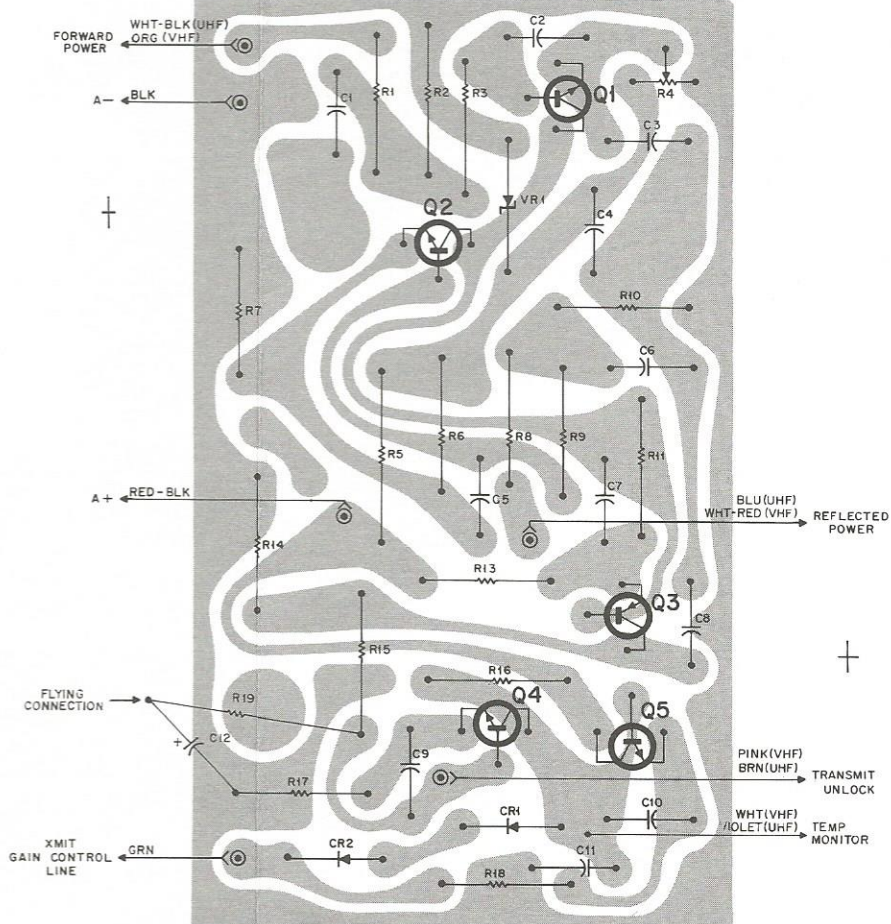 WHT-BLK(UHF)
ORG (VHF)
FORWARD
POWER
C2
A- BLK
C1
R1
R2
R3
Q1
R4
C3
Q2
VR1
C4
R7
R10
C6
R5
R6
R8
R9
R11
A+ RED-BLK
C5
C7
BLU(UHF)
WHT-RED (VHF)
REFLECTED
POWER
R14
R13
Q3
C8
R15
R16
FLYING
CONNECTION
R19
Q4
Q5
+
C12
C9
PINK(VHF)
BRN(UHF)
TRANSMIT
UNLOCK
R17
CR1
C10
WHT(VHF)
/IOLET(UHF)
TEMP
MONITOR
XMIT
GAIN CONTROL
LINE
GRN
CR2
C11
R18